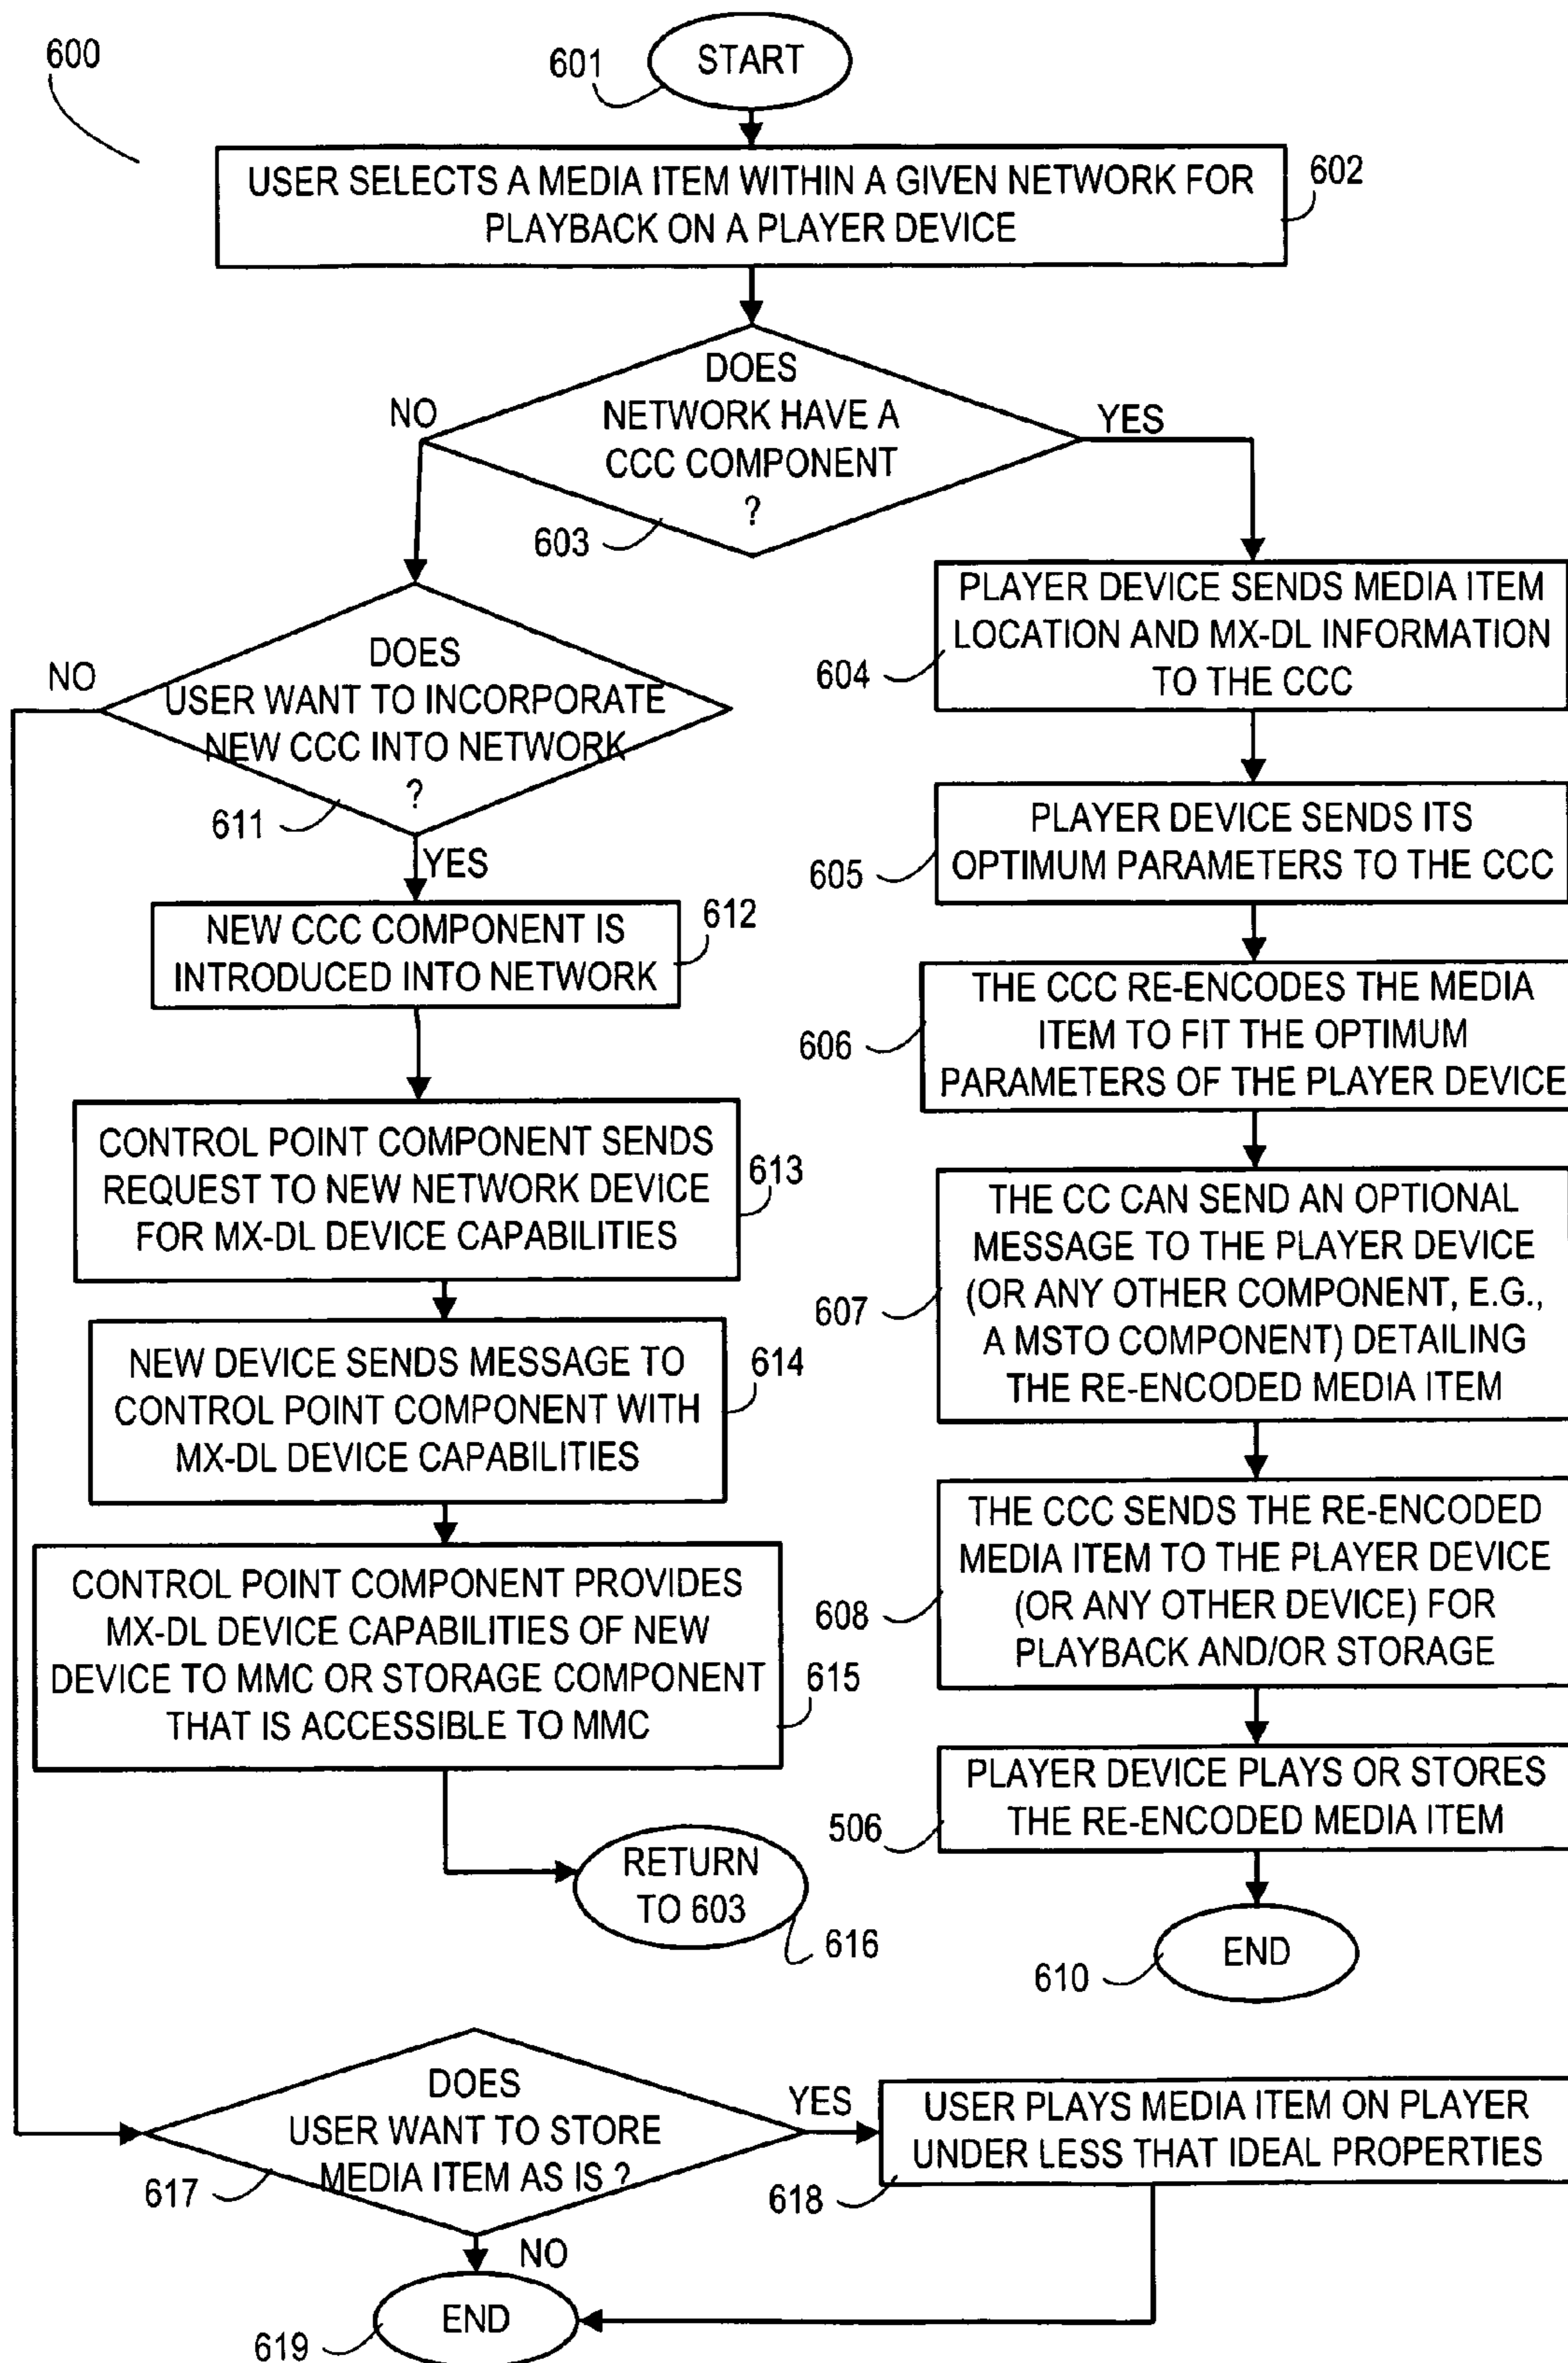 600
601
START
USER SELECTS A MEDIA ITEM WITHIN A GIVEN NETWORK FOR
PLAYBACK ON A PLAYER DEVICE
602
DOES
NETWORK HAVE A
CCC COMPONENT
?
NO
YES
603
PLAYER DEVICE SENDS MEDIA ITEM
LOCATION AND MX-DL INFORMATION
TO THE CCC
604
PLAYER DEVICE SENDS ITS
OPTIMUM PARAMETERS TO THE CCC
605
THE CCC RE-ENCODES THE MEDIA
ITEM TO FIT THE OPTIMUM
PARAMETERS OF THE PLAYER DEVICE
606
THE CC CAN SEND AN OPTIONAL
MESSAGE TO THE PLAYER DEVICE
(OR ANY OTHER COMPONENT, E.G.,
A MSTO COMPONENT) DETAILING
THE RE-ENCODED MEDIA ITEM
607
THE CCC SENDS THE RE-ENCODED
MEDIA ITEM TO THE PLAYER DEVICE
(OR ANY OTHER DEVICE) FOR
PLAYBACK AND/OR STORAGE
608
PLAYER DEVICE PLAYS OR STORES
THE RE-ENCODED MEDIA ITEM
506
END
610
DOES
USER WANT TO INCORPORATE
NEW CCC INTO NETWORK
?
NO
611
YES
NEW CCC COMPONENT IS
INTRODUCED INTO NETWORK
612
CONTROL POINT COMPONENT SENDS
REQUEST TO NEW NETWORK DEVICE
FOR MX-DL DEVICE CAPABILITIES
613
NEW DEVICE SENDS MESSAGE TO
CONTROL POINT COMPONENT WITH
MX-DL DEVICE CAPABILITIES
614
CONTROL POINT COMPONENT PROVIDES
MX-DL DEVICE CAPABILITIES OF NEW
DEVICE TO MMC OR STORAGE COMPONENT
THAT IS ACCESSIBLE TO MMC
615
RETURN
TO 603
616
DOES
USER WANT TO STORE
MEDIA ITEM AS IS ?
617
YES
USER PLAYS MEDIA ITEM ON PLAYER
UNDER LESS THAT IDEAL PROPERTIES
618
NO
END
619